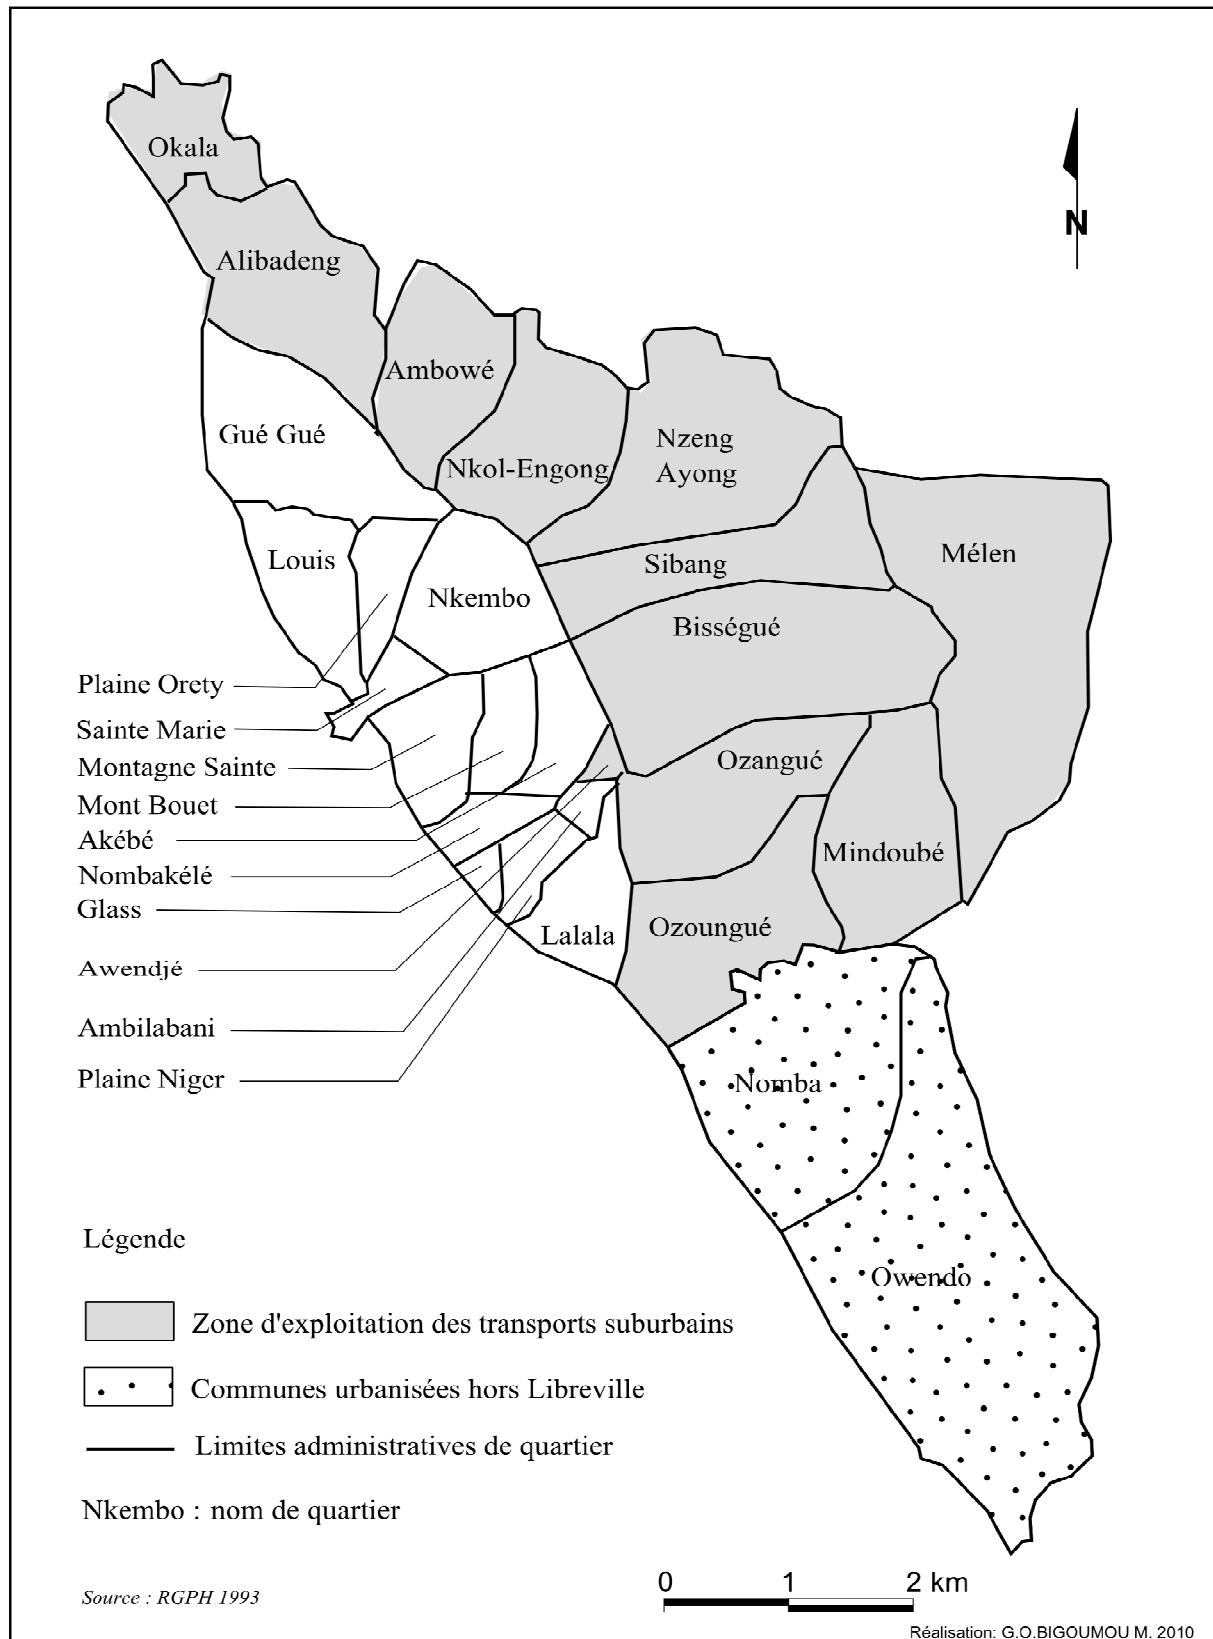 Okala
N
Alibadeng
Ambowé
Gué Gué
Nzeng
Ayong
Nkol-Engong
Mélen
Louis
Sibang
Nkembo
Bisségué
Plaine Orety
Sainte Marie
Montagne Sainte
Ozangué
Mont Bouet
Akébé
Mindoubé
Nombakélé
Glass
Lalala
Ozoungué
Awendjé
Ambilabani
Plaine Niger
Nomba
Owendo
Légende
Zone d'exploitation des transports suburbains
Communes urbanisées hors Libreville
Limites administratives de quartier
Nkembo : nom de quartier
Source : RGPH 1993
0 1 2 km
Réalisation: G.O.BIGOUMOU M. 2010